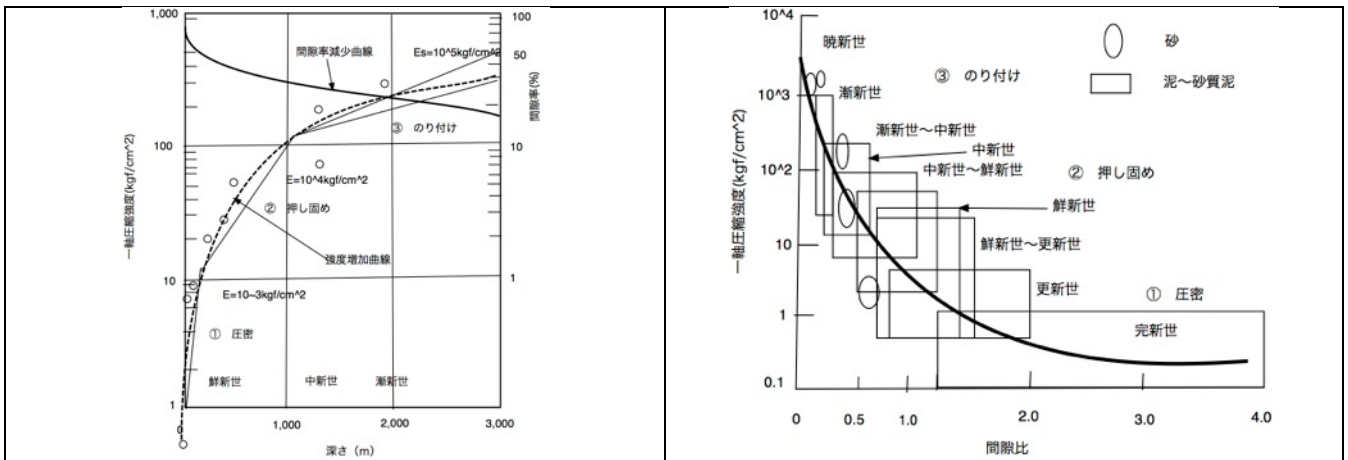 1,000
100
10
1
一軸圧縮強度(kgf/cm^2)
間隙率減少曲線
Es=10^5kgf/cm^2
③ のり付け
E=10^4kgf/cm^2
② 押し固め
強度増加曲線
E=10~3kgf/cm^2
① 圧密
鮮新世 中新世 漸新世
100
50
10
1
間隙率(%)
0 1,000 2,000 3,000
深さ (m)
10^4
10^3
10^2
10
1
0.1
一軸圧縮強度(kgf/cm^2)
暁新世
砂
③ のり付け
泥〜砂質泥
漸新世
漸新世〜中新世
中新世
中新世〜鮮新世
② 押し固め
鮮新世
鮮新世〜更新世
更新世
① 圧密
完新世
0 0.5 1.0 2.0 3.0 4.0
間隙比